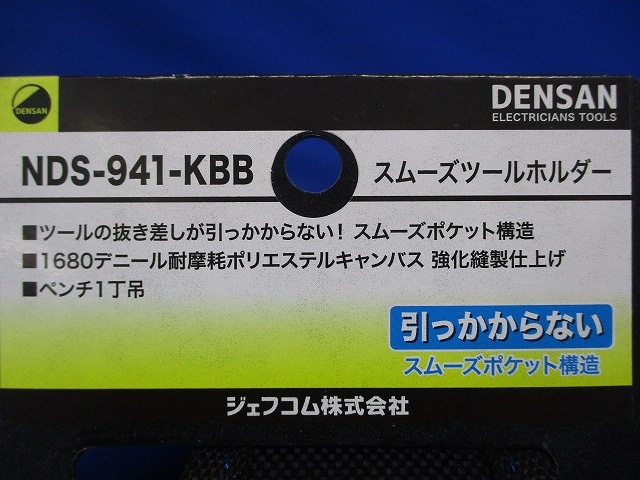 DENSAN
DENSAN
ELECTRICIANS TOOLS
NDS-941-KBB
スムーズツールホルダー
■ツールの抜き差しが引っかからない! スムーズポケット構造
■1680デニール耐摩耗ポリエステルキャンバス 強化縫製仕上げ
■ペンチ1丁吊
引っかからない
スムーズポケット構造
ジェフコム株式会社